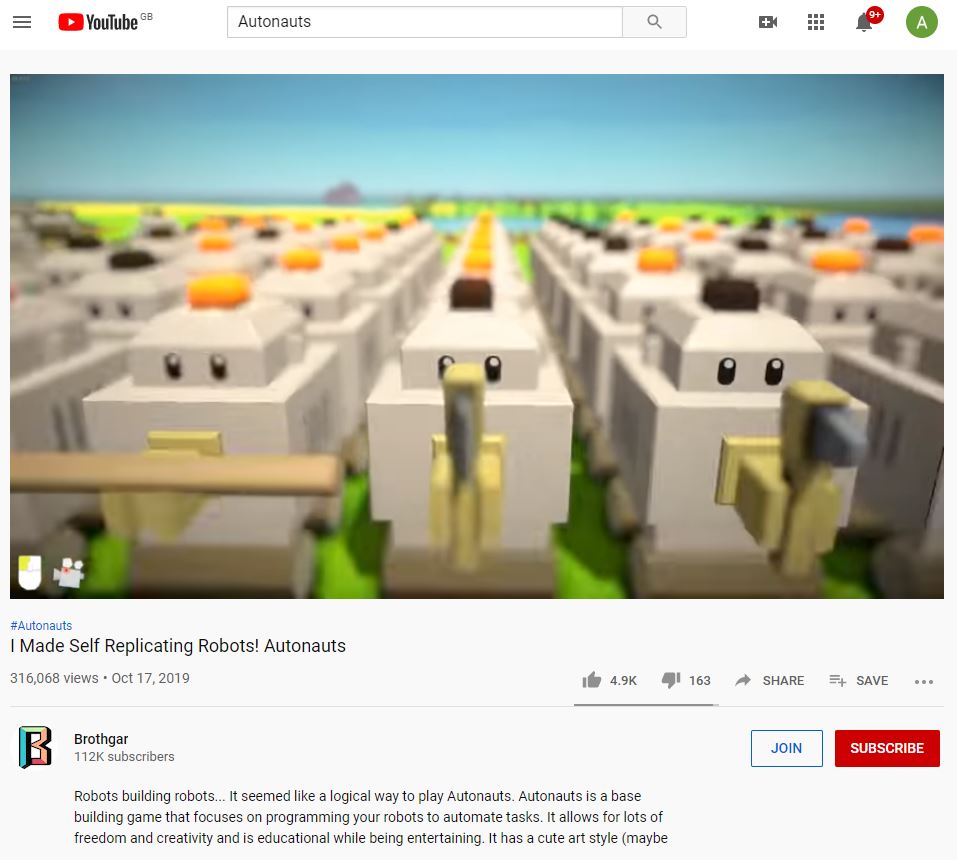 YouTube GB
Autonauts
9+
A
#Autonauts
I Made Self Replicating Robots! Autonauts
316,068 views • Oct 17, 2019
4.9K 163 SHARE SAVE
Brothgar
112K subscribers
JOIN SUBSCRIBE
Robots building robots... It seemed like a logical way to play Autonauts. Autonauts is a base
building game that focuses on programming your robots to automate tasks. It allows for lots of
freedom and creativity and is educational while being entertaining. It has a cute art style (maybe